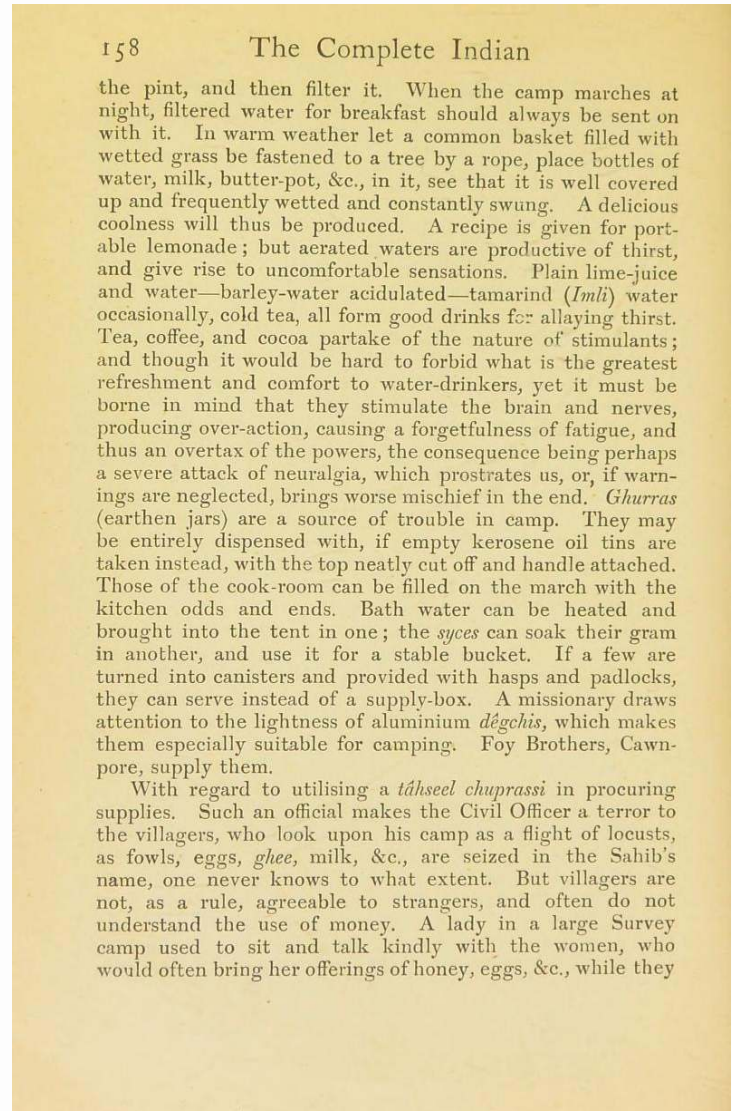 158 The Complete Indian
the pint, and then filter it. When the camp marches at
night, filtered water for breakfast should always be sent on
with it. In warm weather let a common basket filled with
wetted grass be fastened to a tree by a rope, place bottles of
water, milk, butter-pot, &c., in it, see that it is well covered
up and frequently wetted and constantly swung. A delicious
coolness will thus be produced. A recipe is given for port-
able lemonade; but aerated waters are productive of thirst,
and give rise to uncomfortable sensations. Plain lime-juice
and water—barley-water acidulated—tamarind (Imli) water
occasionally, cold tea, all form good drinks for allaying thirst.
Tea, coffee, and cocoa partake of the nature of stimulants;
and though it would be hard to forbid what is the greatest
refreshment and comfort to water-drinkers, yet it must be
borne in mind that they stimulate the brain and nerves,
producing over-action, causing a forgetfulness of fatigue, and
thus an overtax of the powers, the consequence being perhaps
a severe attack of neuralgia, which prostrates us, or, if warn-
ings are neglected, brings worse mischief in the end. Ghurras
(earthen jars) are a source of trouble in camp. They may
be entirely dispensed with, if empty kerosene oil tins are
taken instead, with the top neatly cut off and handle attached.
Those of the cook-room can be filled on the march with the
kitchen odds and ends. Bath water can be heated and
brought into the tent in one; the syces can soak their gram
in another, and use it for a stable bucket. If a few are
turned into canisters and provided with hasps and padlocks,
they can serve instead of a supply-box. A missionary draws
attention to the lightness of aluminium dêgchis, which makes
them especially suitable for camping. Foy Brothers, Cawn-
pore, supply them.
With regard to utilising a tâhseel chuprassi in procuring
supplies. Such an official makes the Civil Officer a terror to
the villagers, who look upon his camp as a flight of locusts,
as fowls, eggs, ghee, milk, &c., are seized in the Sahib's
name, one never knows to what extent. But villagers are
not, as a rule, agreeable to strangers, and often do not
understand the use of money. A lady in a large Survey
camp used to sit and talk kindly with the women, who
would often bring her offerings of honey, eggs, &c., while they